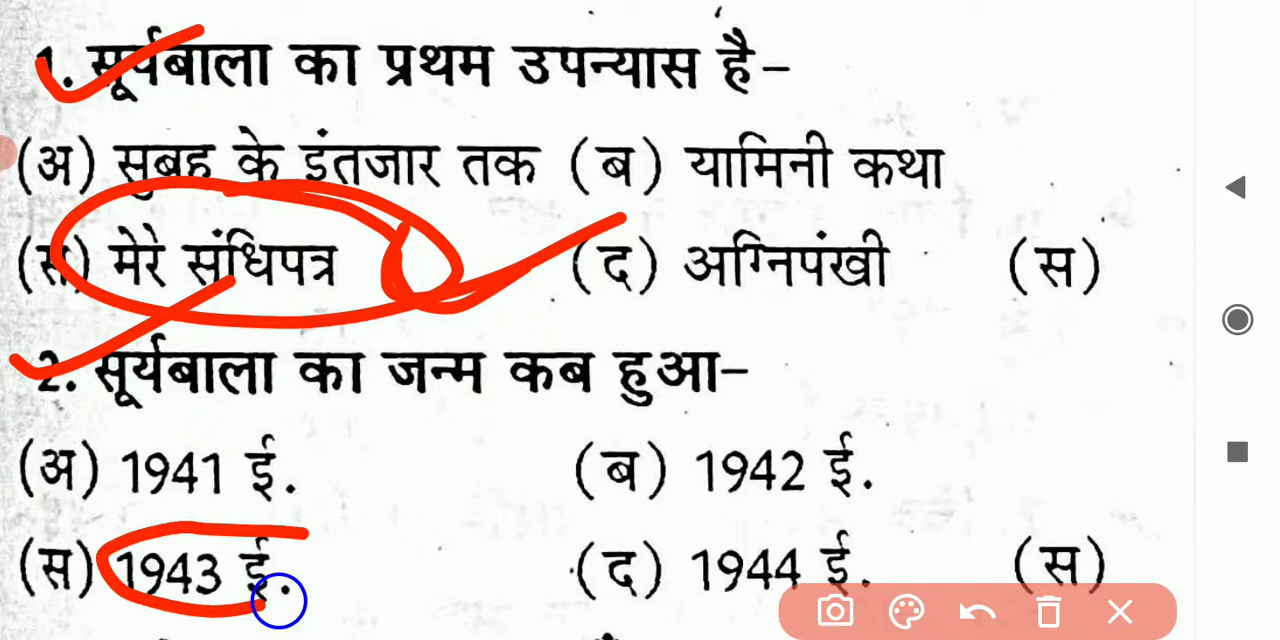 1. सूर्यबाला का प्रथम उपन्यास है–
(अ) सुबह के इंतजार तक (ब) यामिनी कथा
(स) मेरे संधिपत्र (द) अग्निपंखी (स)
2. सूर्यबाला का जन्म कब हुआ–
(अ) 1941 ई. (ब) 1942 ई.
(स) 1943 ई. (द) 1944 ई. (स)